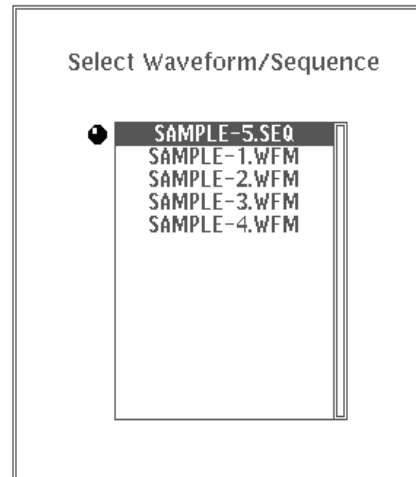 Select Waveform/Sequence
SAMPLE-5.SEQ
SAMPLE-1.WFM
SAMPLE-2.WFM
SAMPLE-3.WFM
SAMPLE-4.WFM